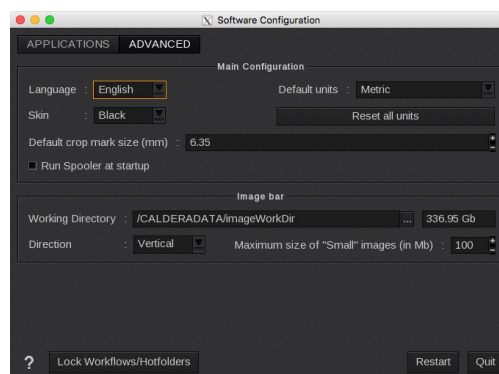 Software Configuration
APPLICATIONS ADVANCED
Main Configuration
Language : English Default units : Metric
Skin : Black Reset all units
Default crop mark size (mm) : 6.35
Run Spooler at startup
Image bar
Working Directory : /CALDERADATA/imageWorkDir ... 336.95 Gb
Direction : Vertical Maximum size of "Small" images (in Mb) : 100
? Lock Workflows/Hotfolders Restart Quit